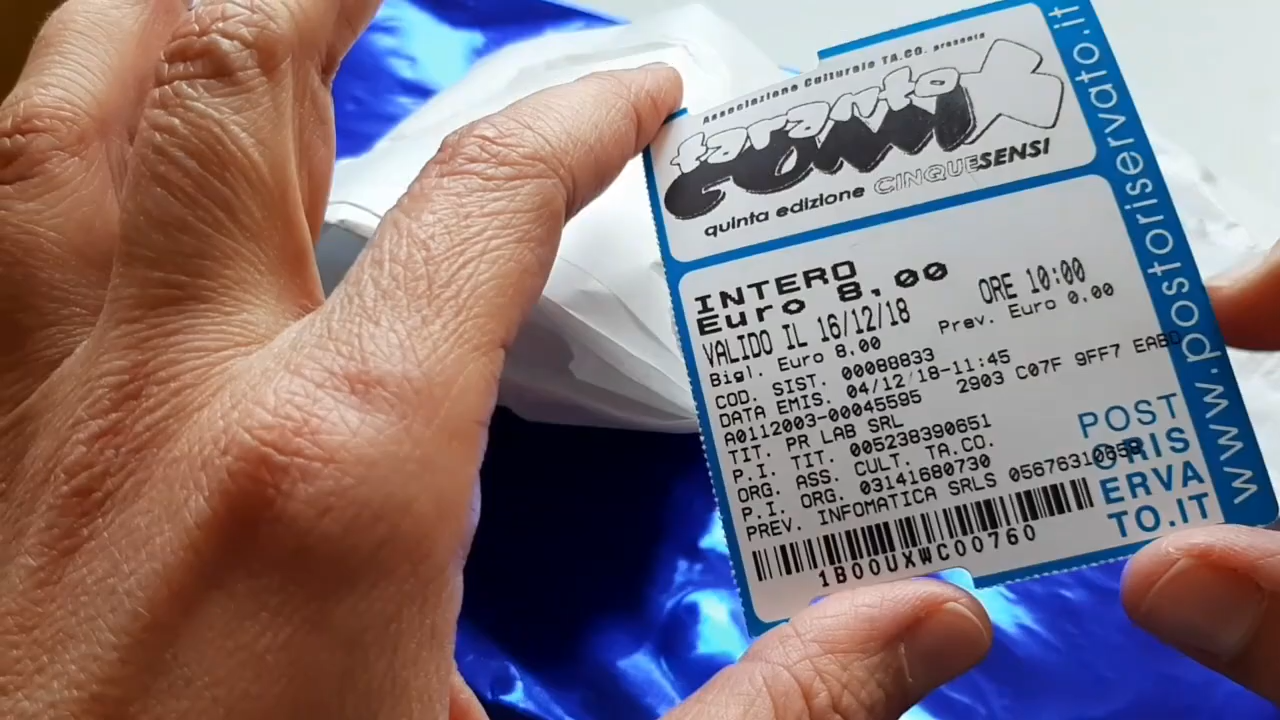 Associazione Culturale TA.CO. presenta
taranto
comix
quinta edizione CINQUESENSI
INTERO
Euro 8,00
VALIDO IL 16/12/18 ORE 10:00
Bigl. Euro 8.00 Prev. Euro 0.00
COD. SIST. 00088833
DATA EMIS. 04/12/18-11:45
A0112003-00045595 2903 C07F 9FF7 EABD
TIT. PR LAB SRL
P.I. TIT. 005238390651
ORG. ASS. CULT. TA.CO.
P.I. ORG. 03141680730
PREV. INFOMATICA SRLS
1B00UXWC00760
POST
ORIS
ERVA
TO.IT
www.postoriservato.it